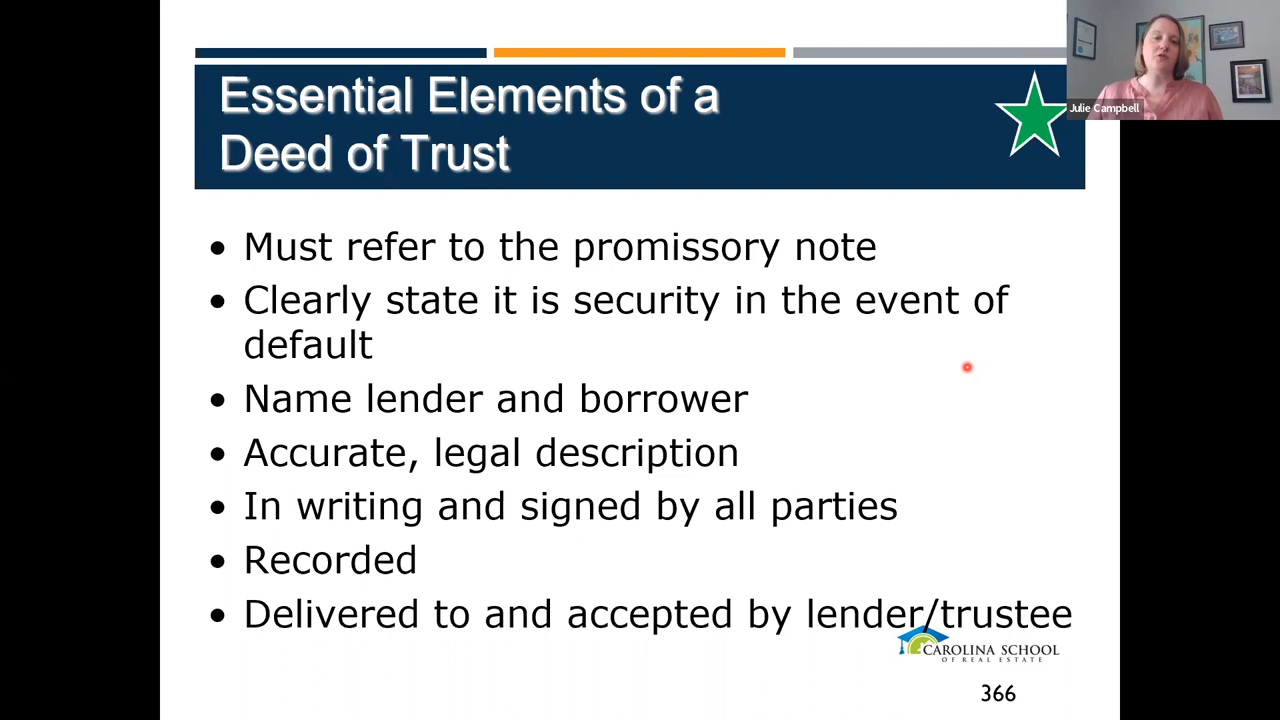 Essential Elements of a
Deed of Trust
Julie Campbell
• Must refer to the promissory note
• Clearly state it is security in the event of
default
• Name lender and borrower
• Accurate, legal description
• In writing and signed by all parties
• Recorded
• Delivered to and accepted by lender/trustee
CAROLINA SCHOOL
OF REAL ESTATE
366